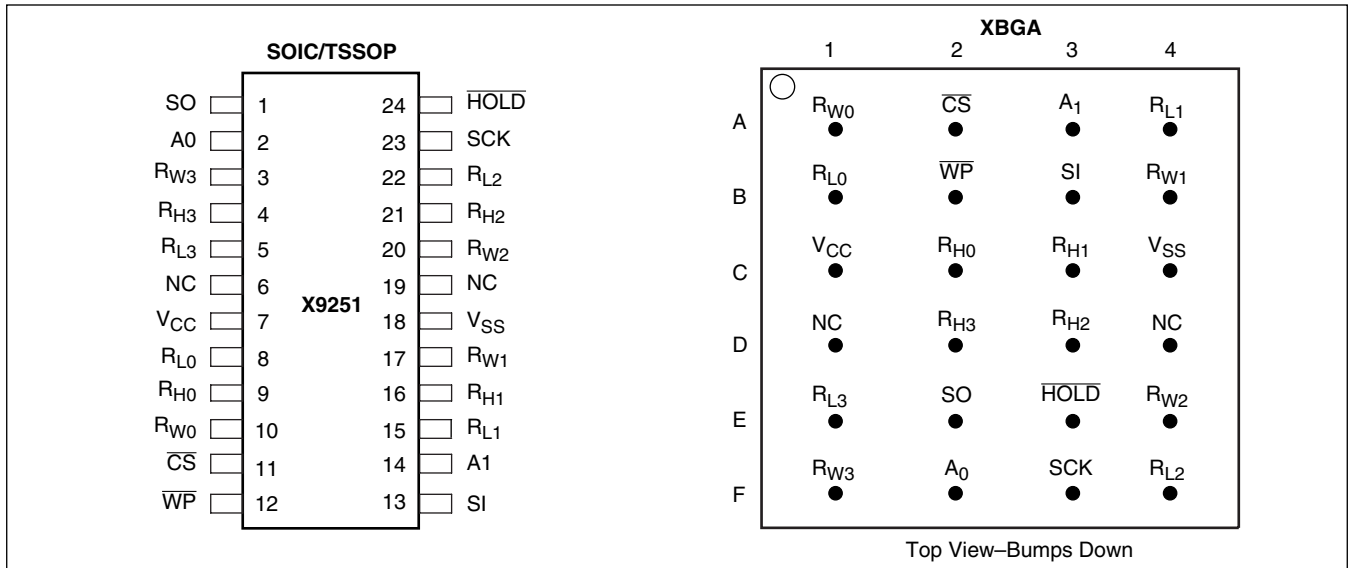 SOIC/TSSOP
SO 1 24 HOLD
A0 2 23 SCK
RW3 3 22 RL2
RH3 4 21 RH2
RL3 5 20 RW2
NC 6 19 NC
X9251
VCC 7 18 VSS
RL0 8 17 RW1
RH0 9 16 RH1
RW0 10 15 RL1
CS 11 14 A1
WP 12 13 SI
XBGA
1 2 3 4
A RW0 CS A1 RL1
B RL0 WP SI RW1
C VCC RH0 RH1 VSS
D NC RH3 RH2 NC
E RL3 SO HOLD RW2
F RW3 A0 SCK RL2
Top View–Bumps Down